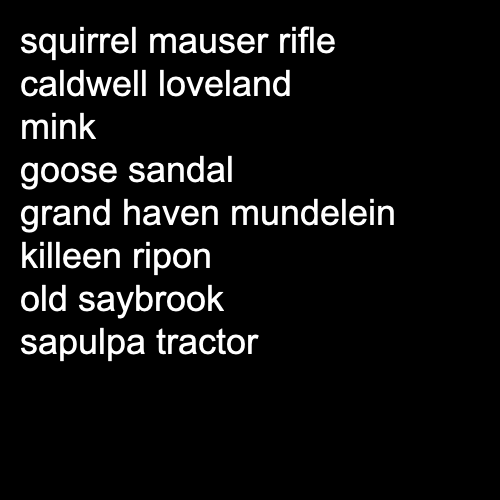 squirrel mauser rifle
caldwell loveland
mink
goose sandal
grand haven mundelein
killeen ripon
old saybrook
sapulpa tractor